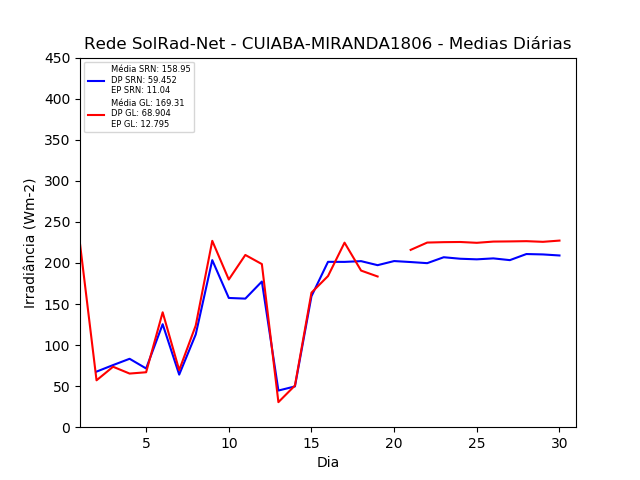 Rede SolRad-Net - CUIABA-MIRANDA1806 - Medias Diárias
450
400
350
300
250
200
150
100
50
0
Irradiância (Wm-2)
Média SRN: 158.95
DP SRN: 59.452
EP SRN: 11.04
Média GL: 169.31
DP GL: 68.904
EP GL: 12.795
5
10
15
20
25
30
Dia